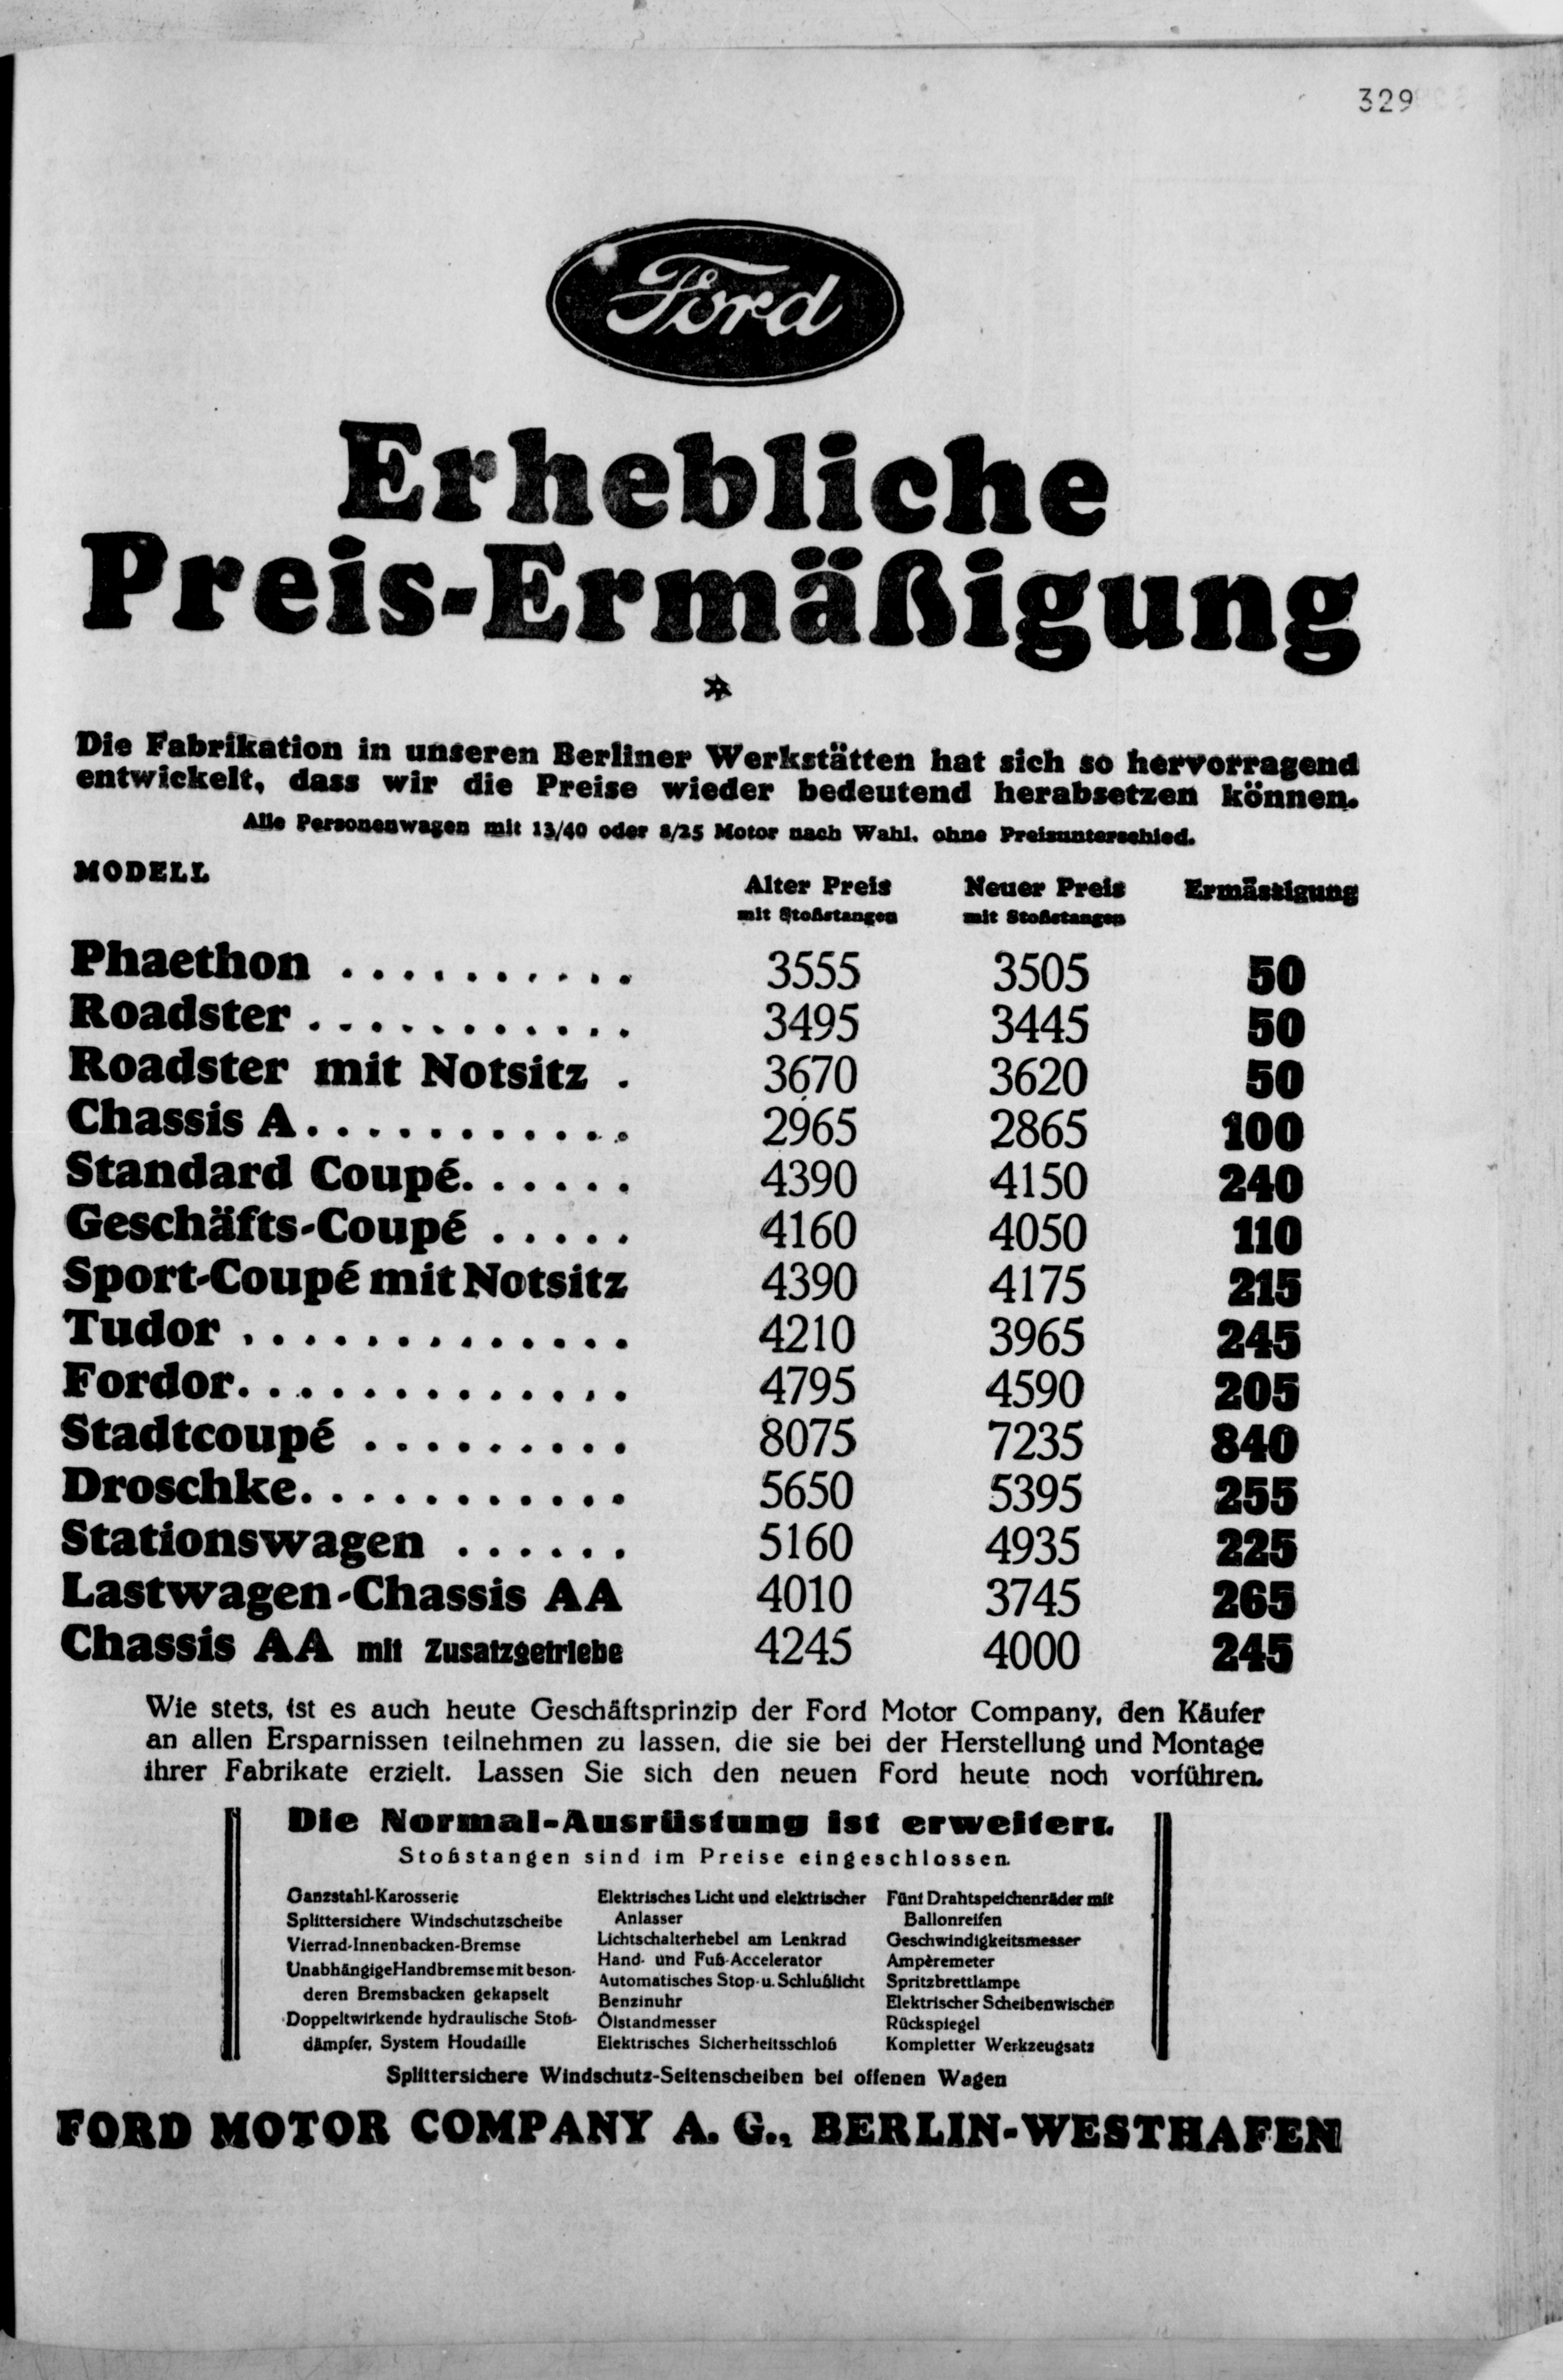 329
Ford
Erhebliche
Preis-Ermäßigung
*
Die Fabrikation in unseren Berliner Werkstätten hat sich so hervorragend
entwickelt, dass wir die Preise wieder bedeutend herabsetzen können.
Alle Personenwagen mit 13/40 oder 8/25 Motor nach Wahl, ohne Preisunterschied.
MODELL Alter Preis Neuer Preis Ermässigung
mit Stoßstangen mit Stoßstangen
Phaethon . . . . . . . . . . 3555 3505 50
Roadster . . . . . . . . . . . 3495 3445 50
Roadster mit Notsitz . 3670 3620 50
Chassis A . . . . . . . . . . . 2965 2865 100
Standard Coupé . . . . . . 4390 4150 240
Geschäfts-Coupé . . . . . 4160 4050 110
Sport-Coupé mit Notsitz 4390 4175 215
Tudor . . . . . . . . . . . . . 4210 3965 245
Fordor . . . . . . . . . . . . . 4795 4590 205
Stadtcoupé . . . . . . . . . 8075 7235 840
Droschke . . . . . . . . . . . 5650 5395 255
Stationswagen . . . . . . 5160 4935 225
Lastwagen-Chassis AA 4010 3745 265
Chassis AA mit Zusatzgetriebe 4245 4000 245
Wie stets, ist es auch heute Geschäftsprinzip der Ford Motor Company, den Käufer
an allen Ersparnissen teilnehmen zu lassen, die sie bei der Herstellung und Montage
ihrer Fabrikate erzielt. Lassen Sie sich den neuen Ford heute noch vorführen.
Die Normal-Ausrüstung ist erweitert.
Stoßstangen sind im Preise eingeschlossen.
Ganzstahl-Karosserie
Splittersichere Windschutzscheibe
Vierrad-Innenbacken-Bremse
Unabhängige Handbremse mit beson-
deren Bremsbacken gekapselt
Doppeltwirkende hydraulische Stoß-
dämpfer, System Houdaille
Elektrisches Licht und elektrischer
Anlasser
Lichtschalterhebel am Lenkrad
Hand- und Fuß-Accelerator
Automatisches Stop- u. Schlußlicht
Benzinuhr
Ölstandmesser
Elektrisches Sicherheitsschloß
Fünf Drahtspeichenräder mit
Ballonreifen
Geschwindigkeitsmesser
Ampèremeter
Spritzbrettlampe
Elektrischer Scheibenwischer
Rückspiegel
Kompletter Werkzeugsatz
Splittersichere Windschutz-Seitenscheiben bei offenen Wagen
FORD MOTOR COMPANY A. G., BERLIN-WESTHAFEN